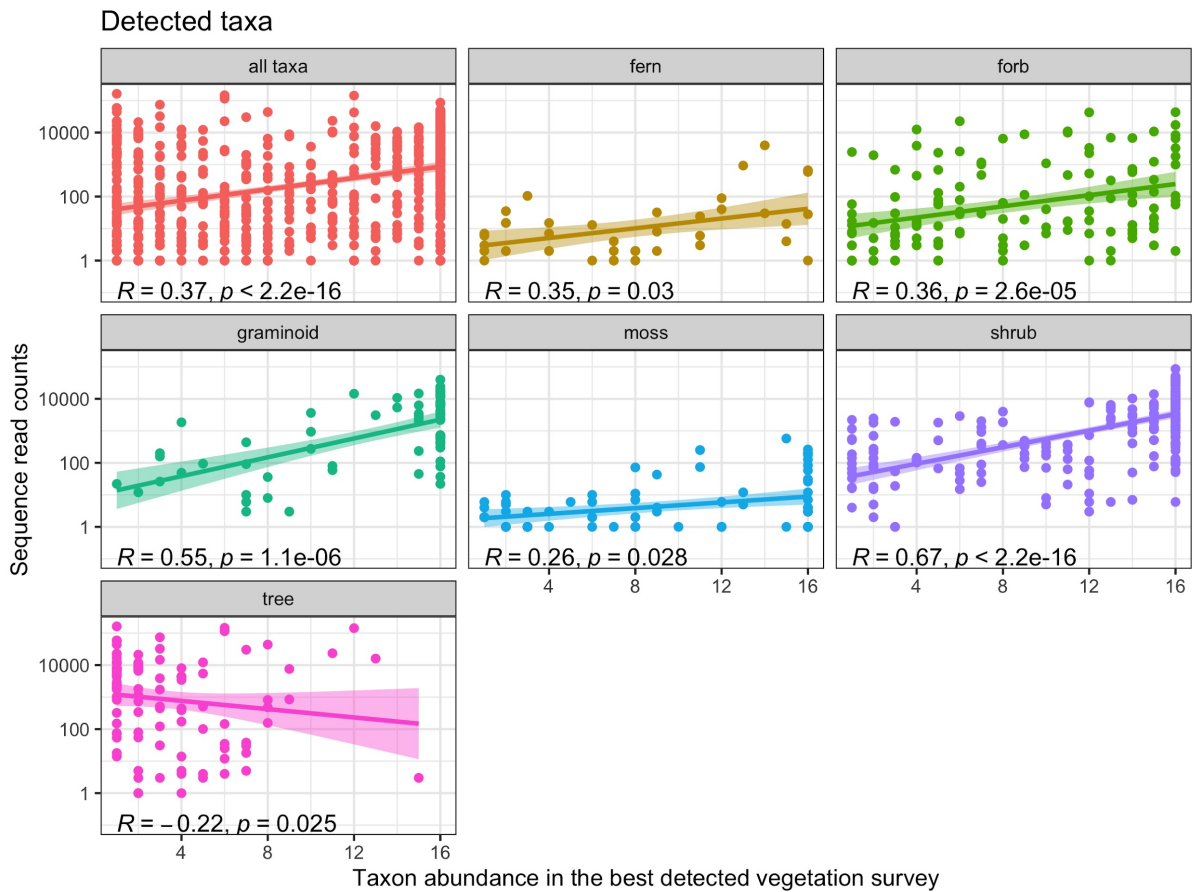 Detected taxa
all taxa
fern
forb
10000
100
1
R = 0.37, p < 2.2e-16
R = 0.35, p = 0.03
R = 0.36, p = 2.6e-05
graminoid
moss
shrub
10000
100
1
R = 0.55, p = 1.1e-06
R = 0.26, p = 0.028
R = 0.67, p < 2.2e-16
4 8 12 16
4 8 12 16
tree
10000
100
1
R = −0.22, p = 0.025
4 8 12 16
Sequence read counts
Taxon abundance in the best detected vegetation survey